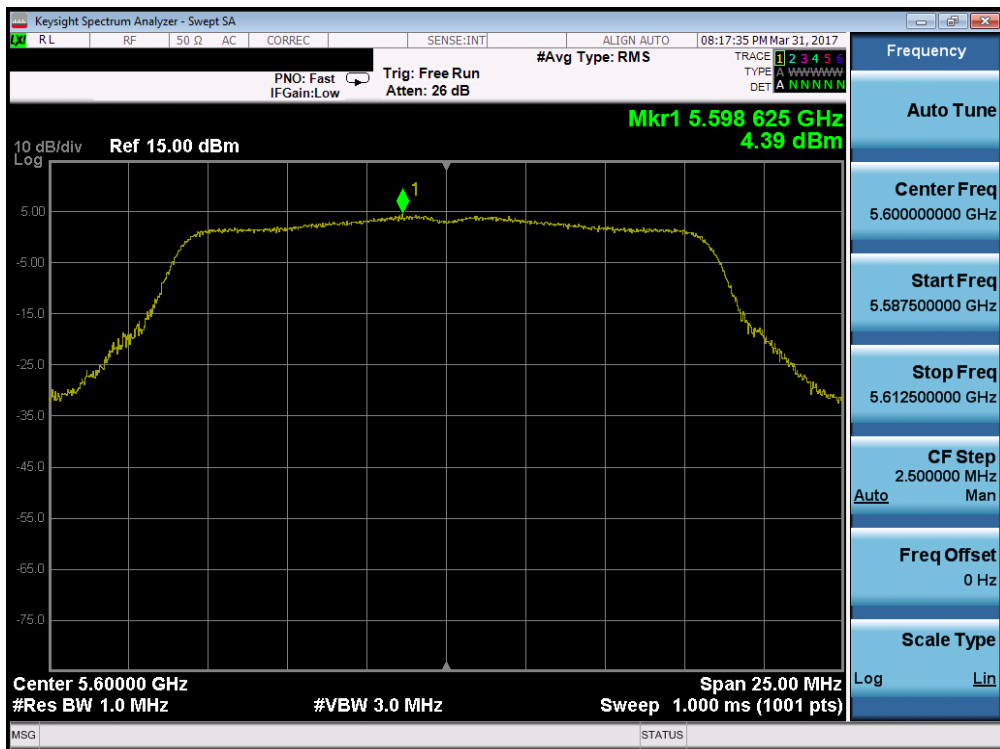 Keysight Spectrum Analyzer - Swept SA
LXI RL RF 50 Ω AC CORREC SENSE:INT ALIGN AUTO 08:17:35 PM Mar 31, 2017
#Avg Type: RMS TRACE 1 2 3 4 5 6
PNO: Fast Trig: Free Run TYPE A WWWWW
IFGain:Low Atten: 26 dB DET A N N N N N
Mkr1 5.598 625 GHz
4.39 dBm
10 dB/div Ref 15.00 dBm
Log
1
5.00
-5.00
-15.0
-25.0
-35.0
-45.0
-55.0
-65.0
-75.0
Center 5.60000 GHz Span 25.00 MHz
#Res BW 1.0 MHz #VBW 3.0 MHz Sweep 1.000 ms (1001 pts)
MSG STATUS
Frequency
Auto Tune
Center Freq
5.600000000 GHz
Start Freq
5.587500000 GHz
Stop Freq
5.612500000 GHz
CF Step
2.500000 MHz
Auto Man
Freq Offset
0 Hz
Scale Type
Log Lin